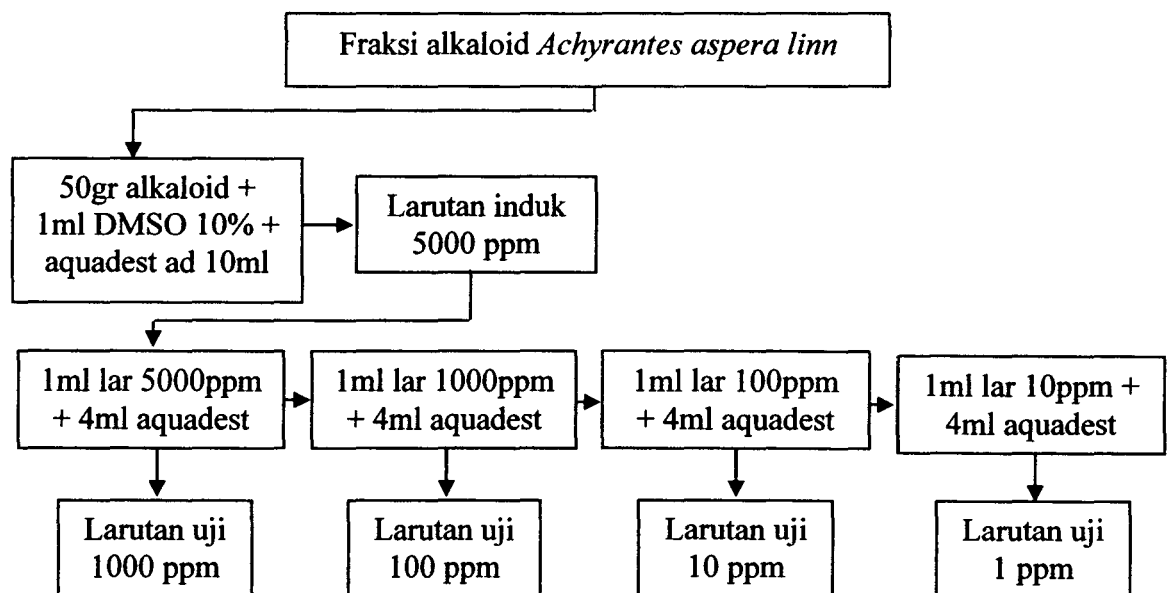 Fraksi alkaloid Achyrantes aspera linn
50gr alkaloid +
1ml DMSO 10% +
aquadest ad 10ml
Larutan induk
5000 ppm
1ml lar 5000ppm
+ 4ml aquadest
1ml lar 1000ppm
+ 4ml aquadest
1ml lar 100ppm
+ 4ml aquadest
1ml lar 10ppm +
4ml aquadest
Larutan uji
1000 ppm
Larutan uji
100 ppm
Larutan uji
10 ppm
Larutan uji
1 ppm